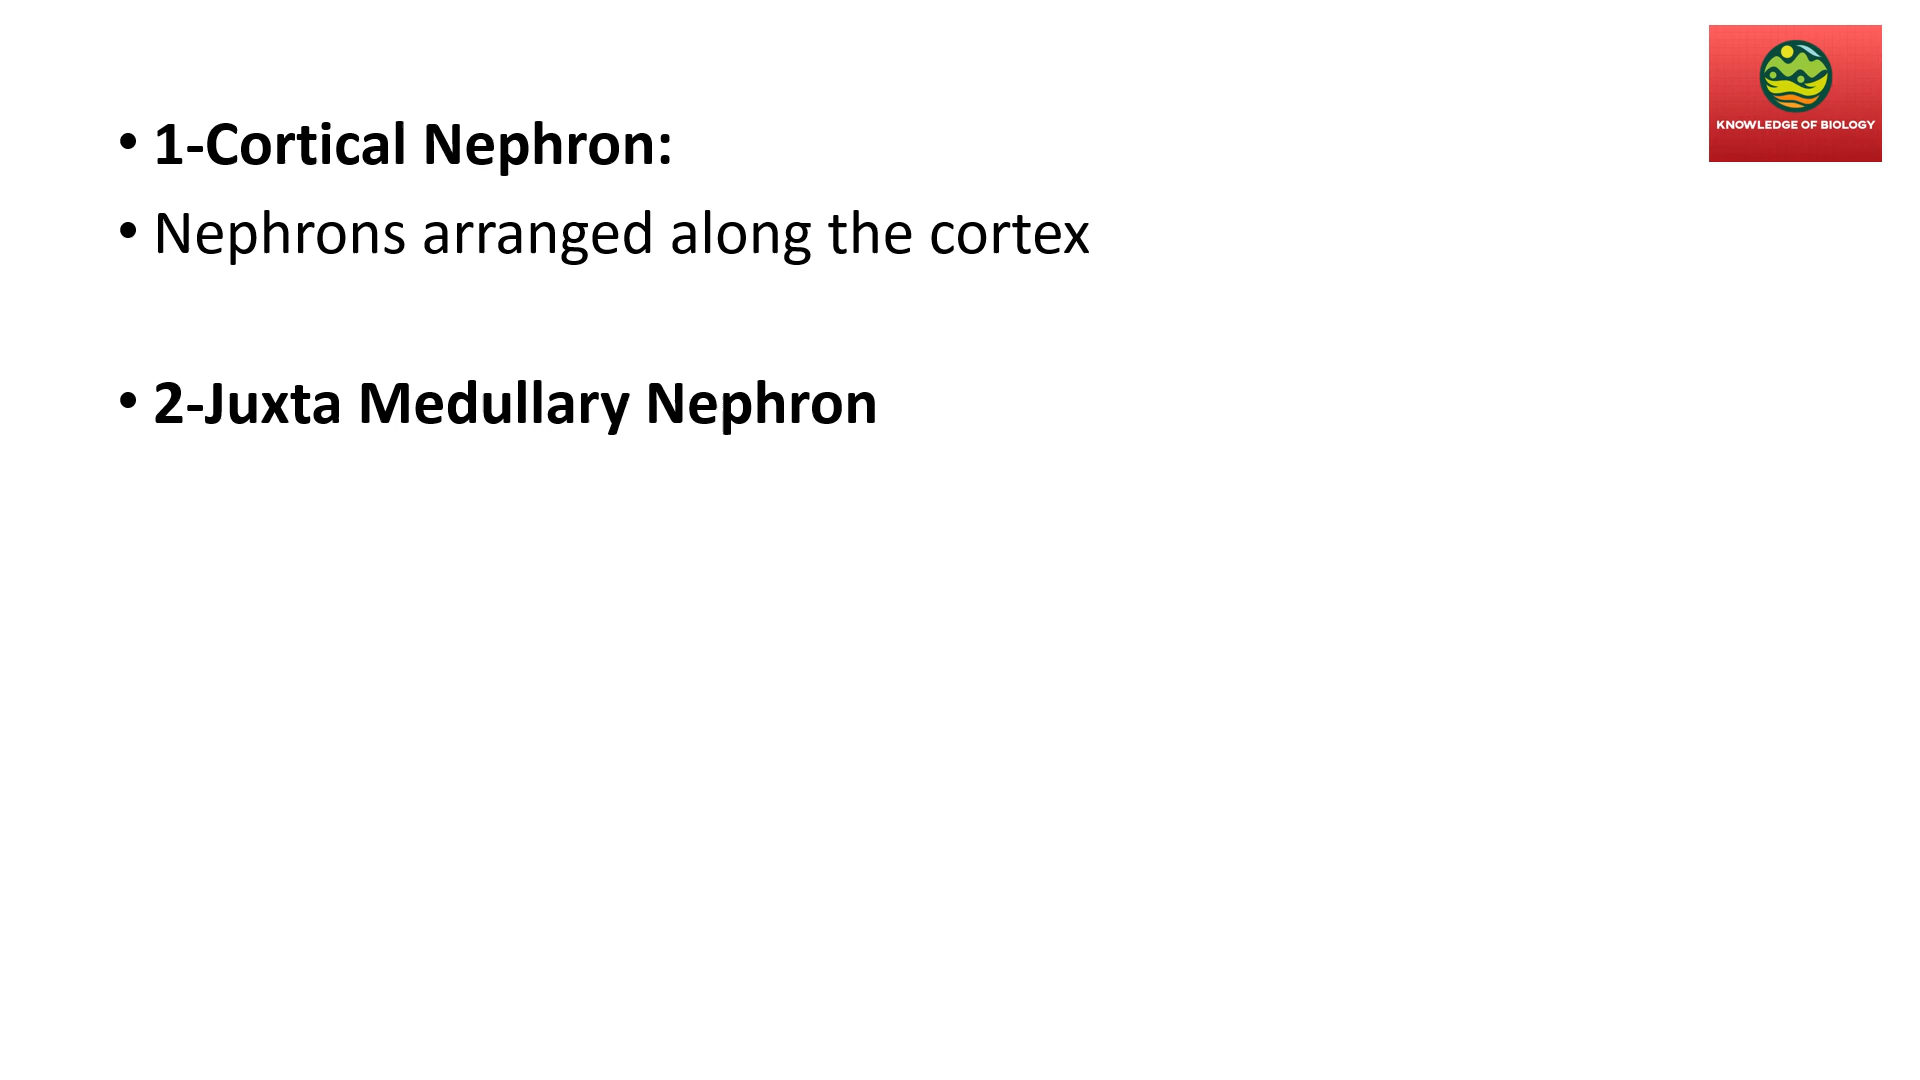 KNOWLEDGE OF BIOLOGY
• 1-Cortical Nephron:
• Nephrons arranged along the cortex
• 2-Juxta Medullary Nephron